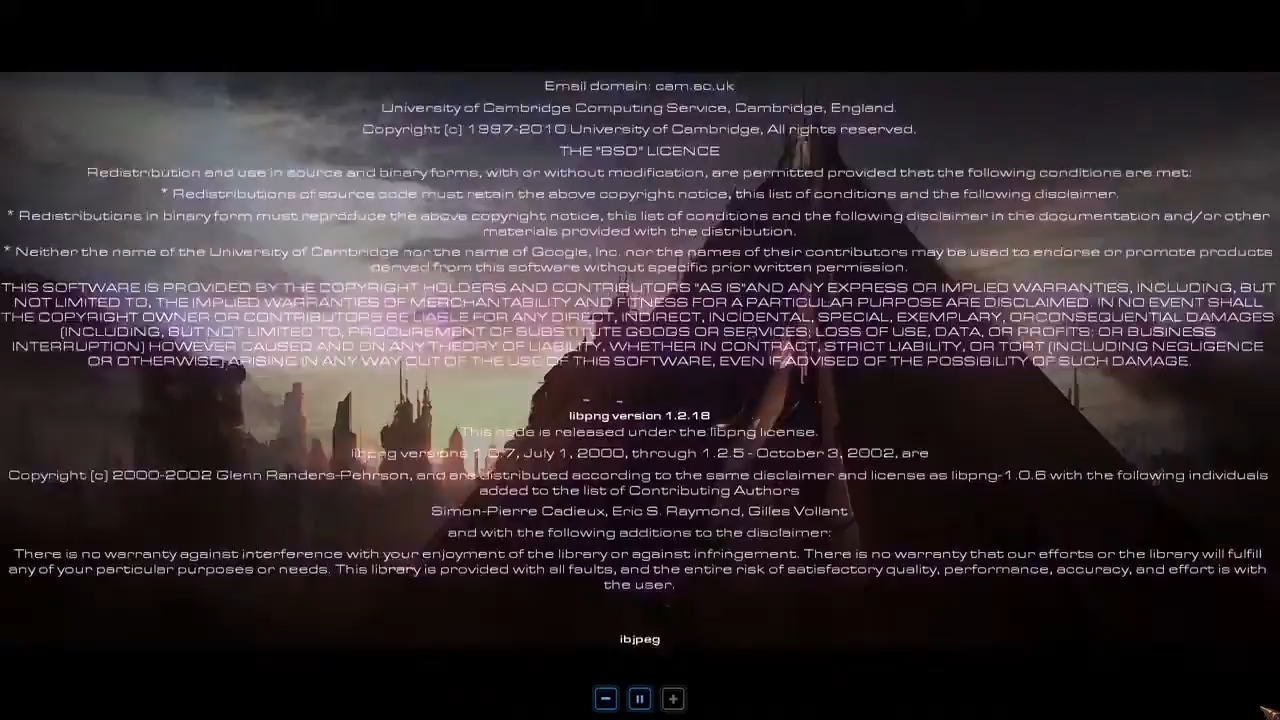 Email domain: cam.ac.uk
University of Cambridge Computing Service, Cambridge, England.
Copyright (c) 1997-2010 University of Cambridge, All rights reserved.
THE "BSD" LICENCE
Redistribution and use in source and binary forms, with or without modification, are permitted provided that the following conditions are met:
* Redistributions of source code must retain the above copyright notice, this list of conditions and the following disclaimer.
* Redistributions in binary form must reproduce the above copyright notice, this list of conditions and the following disclaimer in the documentation and/or other
materials provided with the distribution.
* Neither the name of the University of Cambridge nor the name of Google, Inc. nor the names of their contributors may be used to endorse or promote products
derived from this software without specific prior written permission.
THIS SOFTWARE IS PROVIDED BY THE COPYRIGHT HOLDERS AND CONTRIBUTORS "AS IS"AND ANY EXPRESS OR IMPLIED WARRANTIES, INCLUDING, BUT
NOT LIMITED TO, THE IMPLIED WARRANTIES OF MERCHANTABILITY AND FITNESS FOR A PARTICULAR PURPOSE ARE DISCLAIMED. IN NO EVENT SHALL
THE COPYRIGHT OWNER OR CONTRIBUTORS BE LIABLE FOR ANY DIRECT, INDIRECT, INCIDENTAL, SPECIAL, EXEMPLARY, ORCONSEQUENTIAL DAMAGES
(INCLUDING, BUT NOT LIMITED TO, PROCUREMENT OF SUBSTITUTE GOODS OR SERVICES; LOSS OF USE, DATA, OR PROFITS; OR BUSINESS
INTERRUPTION) HOWEVER CAUSED AND ON ANY THEORY OF LIABILITY, WHETHER IN CONTRACT, STRICT LIABILITY, OR TORT (INCLUDING NEGLIGENCE
OR OTHERWISE) ARISING IN ANY WAY OUT OF THE USE OF THIS SOFTWARE, EVEN IF ADVISED OF THE POSSIBILITY OF SUCH DAMAGE.
libpng version 1.2.18
This code is released under the libpng license.
libpng versions 1.0.7, July 1, 2000, through 1.2.5 - October 3, 2002, are
Copyright (c) 2000-2002 Glenn Randers-Pehrson, and are distributed according to the same disclaimer and license as libpng-1.0.6 with the following individuals
added to the list of Contributing Authors
Simon-Pierre Cadieux, Eric S. Raymond, Gilles Vollant
and with the following additions to the disclaimer:
There is no warranty against interference with your enjoyment of the library or against infringement. There is no warranty that our efforts or the library will fulfill
any of your particular purposes or needs. This library is provided with all faults, and the entire risk of satisfactory quality, performance, accuracy, and effort is with
the user.
ibjpeg